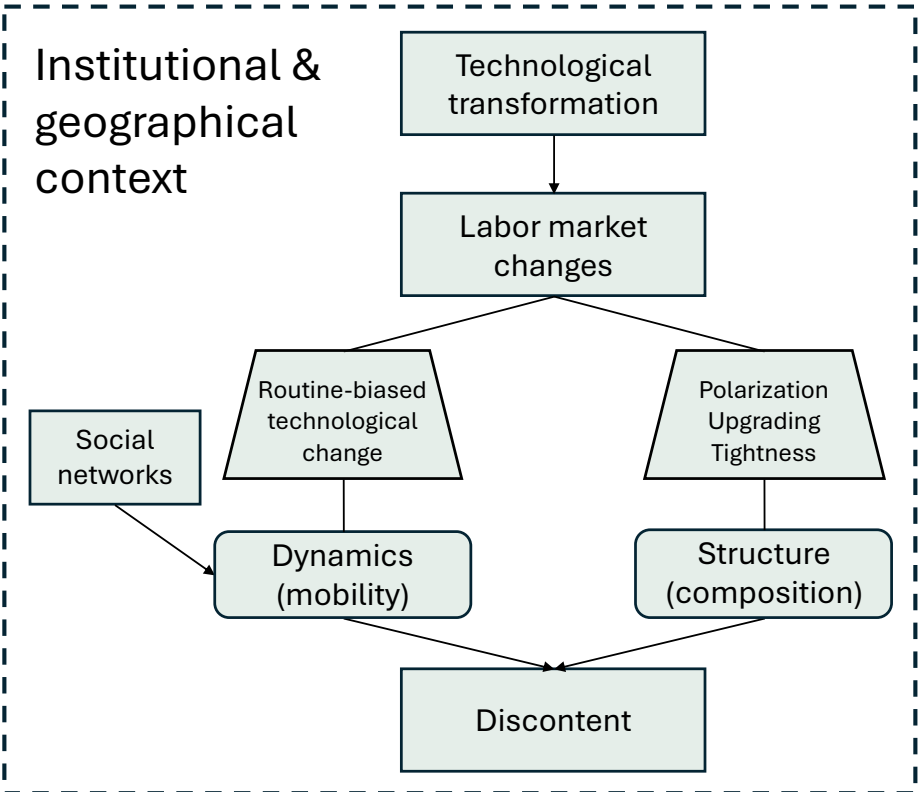 Institutional &
geographical
context
Technological
transformation
Labor market
changes
Routine-biased
technological
change
Polarization
Upgrading
Tightness
Social
networks
Dynamics
(mobility)
Structure
(composition)
Discontent